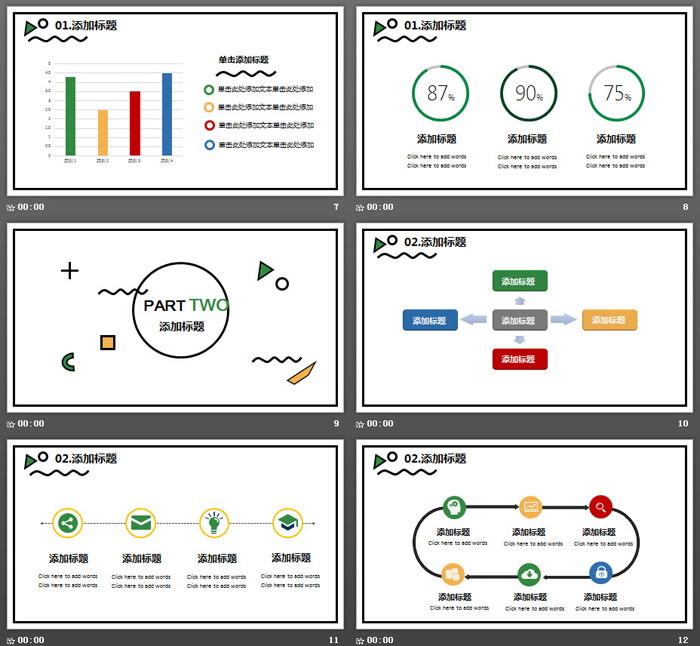 01.添加标题
单击添加标题
5
4.5
4
3.5
3
2.5
2
1.5
1
0.5
0
单击此处添加文本单击此处添加
单击此处添加文本单击此处添加
单击此处添加文本单击此处添加
单击此处添加文本单击此处添加
00:00 7
01.添加标题
87% 90% 75%
添加标题 添加标题 添加标题
Click here to add words Click here to add words Click here to add words
Click here to add words Click here to add words Click here to add words
00:00 8
PART TWO
添加标题
00:00 9
02.添加标题
添加标题
添加标题 添加标题 添加标题
添加标题
00:00 10
02.添加标题
添加标题 添加标题 添加标题 添加标题
Click here to add words Click here to add words Click here to add words Click here to add words
Click here to add words Click here to add words Click here to add words Click here to add words
00:00 11
02.添加标题
添加标题 添加标题 添加标题
Click here to add words Click here to add words Click here to add words
添加标题 添加标题 添加标题
Click here to add words Click here to add words Click here to add words
00:00 12